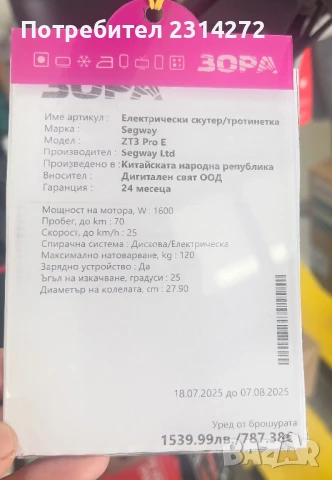 Потребител 2314272
ЗОРА
ЗОРА
Име артикул : Електрически скутер/тротинетка
Марка : Segway
Модел : ZT3 Pro E
Производител : Segway Ltd
Произведено в : Китайската народна република
Вносител : Дигитален свят ООД
Гаранция : 24 месеца
Мощност на мотора, W : 1600
Пробег, до km : 70
Скорост, до km/h : 25
Спирачна система : Дискова/Електрическа
Максимално натоварване, kg : 120
Зарядно устройство : Да
Ъгъл на изкачване, градуси : 25
Диаметър на колелата, cm : 27.90
18.07.2025 до 07.08.2025
Уред от брошурата
1539.99лв./787.38€
bazar